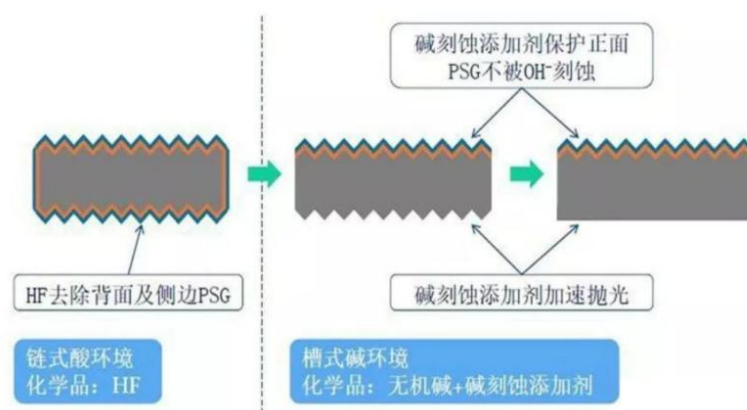 碱刻蚀添加剂保护正面
PSG不被OH⁻刻蚀
HF去除背面及侧边PSG
碱刻蚀添加剂加速抛光
链式酸环境
化学品：HF
槽式碱环境
化学品：无机碱+碱刻蚀添加剂